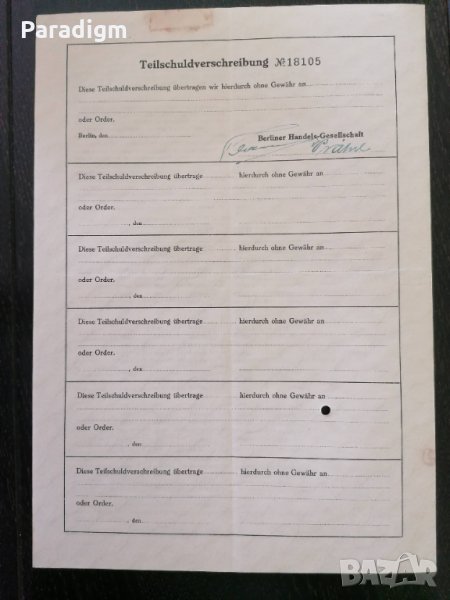 Paradigm
Teilschuldverschreibung № 18105
Diese Teilschuldverschreibung übertragen wir hierdurch ohne Gewähr an
oder Order.
Berlin, den
Berliner Handels-Gesellschaft
Diese Teilschuldverschreibung übertrage hierdurch ohne Gewähr an
oder Order.
, den
Diese Teilschuldverschreibung übertrage hierdurch ohne Gewähr an
oder Order.
, den
Diese Teilschuldverschreibung übertrage hierdurch ohne Gewähr an
oder Order.
, den
Diese Teilschuldverschreibung übertrage hierdurch ohne Gewähr an
oder Order.
, den
Diese Teilschuldverschreibung übertrage hierdurch ohne Gewähr an
oder Order.
, den
BAZAR